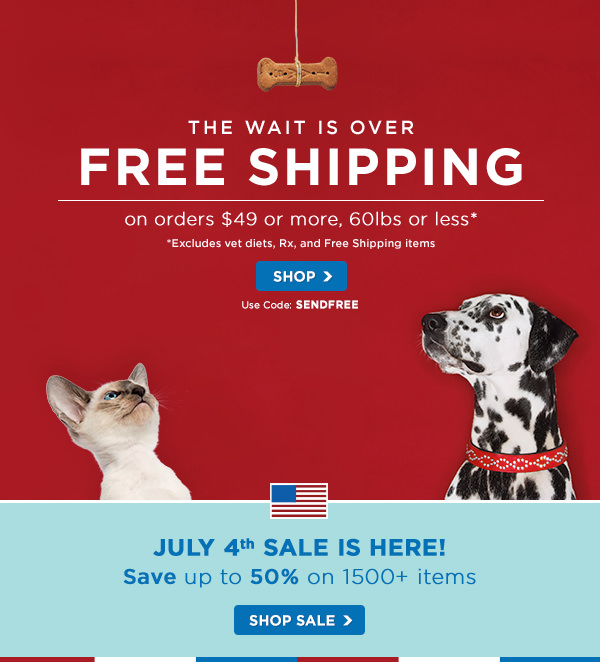 THE WAIT IS OVER
FREE SHIPPING
on orders $49 or more, 60lbs or less*
*Excludes vet diets, Rx, and Free Shipping items
SHOP >
Use Code: SENDFREE
JULY 4th SALE IS HERE!
Save up to 50% on 1500+ items
SHOP SALE >